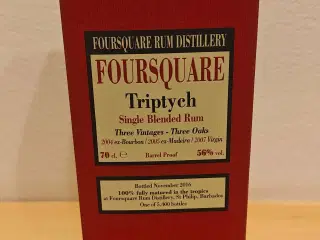 FOURSQUARE RUM DISTILLERY
FOURSQUARE
Triptych
Single Blended Rum
Three Vintages - Three Oaks
2004 ex-Bourbon / 2005 ex-Madeira / 2007 Virgin
70 cl. ℮ Barrel Proof 56% vol.
Bottled November 2016
100% fully matured in the tropics
at Foursquare Rum Distillery, St Philip, Barbados
One of 5.400 bottles